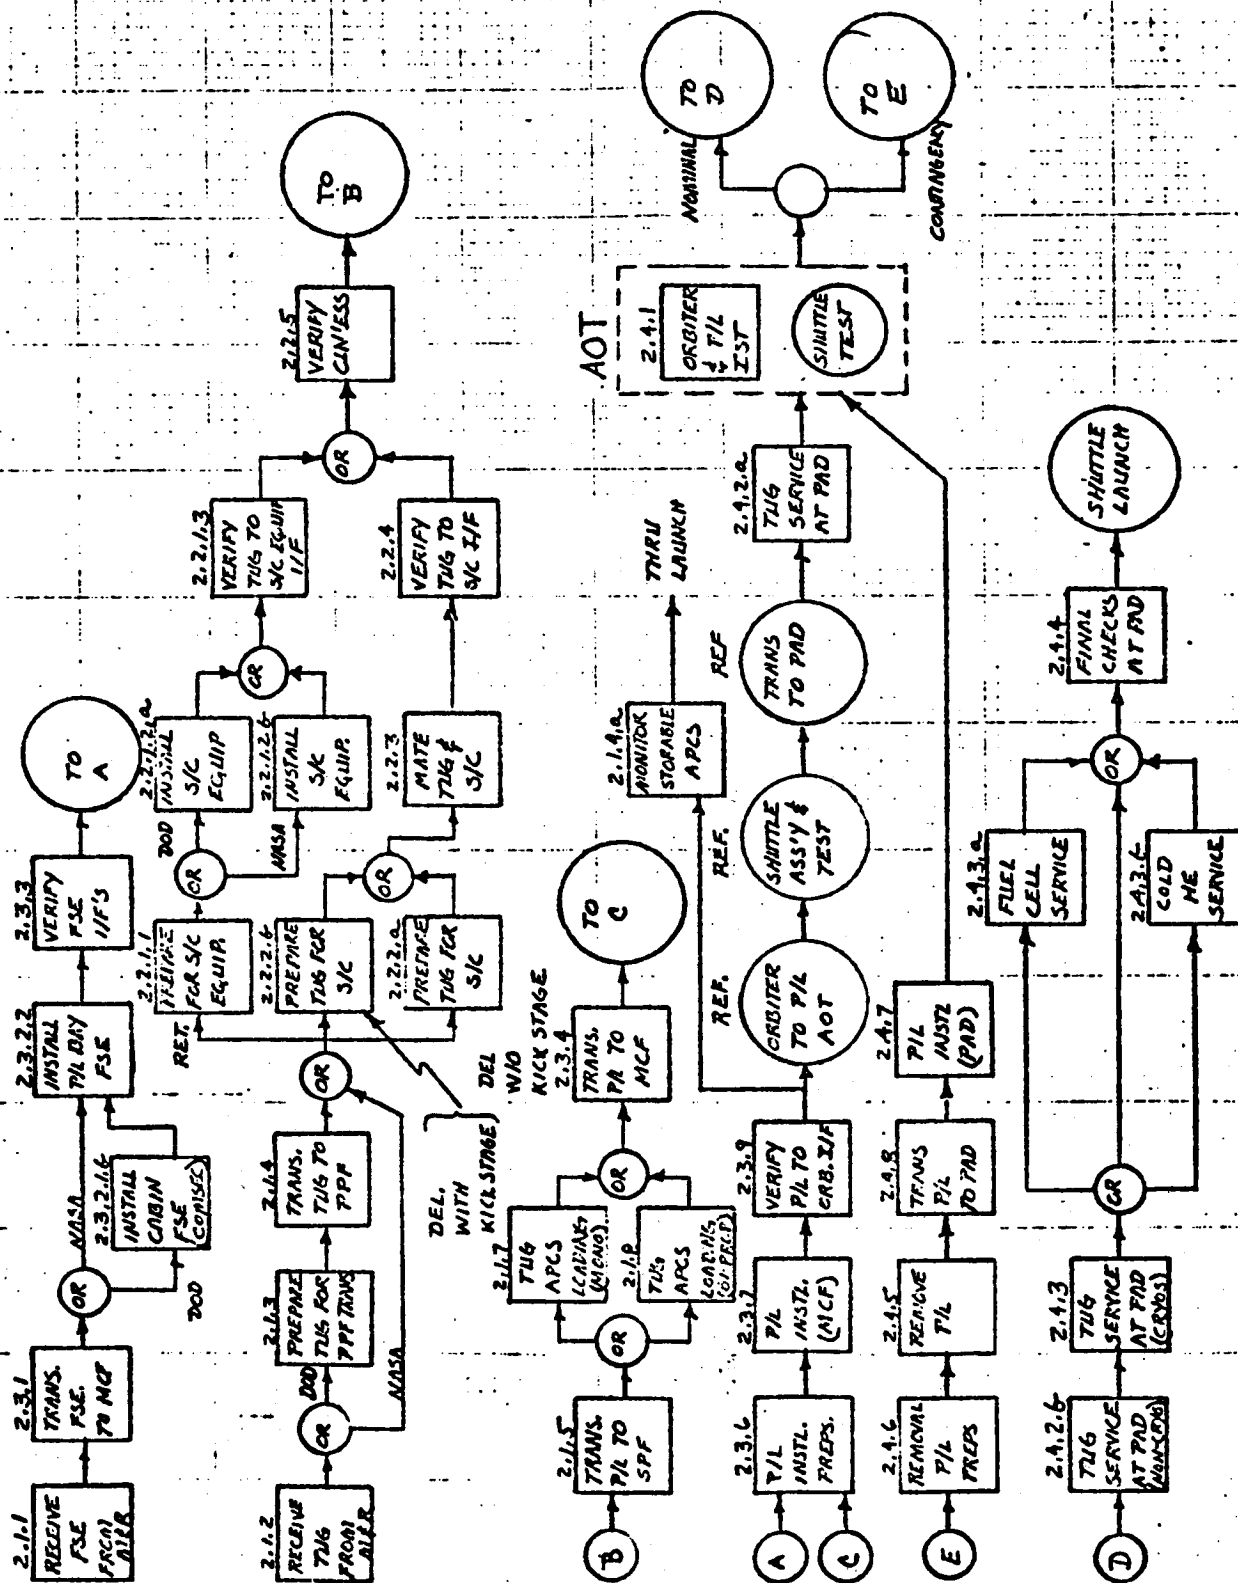 2.1.1
RECEIVE
FSE
FROM
2.3.1
TRANS.
FSE.
TO MCF
OR
NASA
DOD
2.3.2.1.b
INSTALL
CABIN
FSE
2.3.2.2
INSTALL
P/L BAY
FSE
2.3.3
VERIFY
FSE
I/F'S
TO
A
2.1.2
RECEIVE
TUG
FROM
OR
DOD
NASA
2.1.3
PREPARE
TUG FOR
PPF TRANS
2.1.4
TRANS.
TUG TO
PPF
OR
RET.
2.2.1.1
PREPARE
FOR S/C
EQUIP.
2.2.2.b
PREPARE
TUG FOR
S/C
2.2.2.a
PREPARE
TUG FOR
S/C
DEL.
WITH
KICK STAGE
DEL
W/O
KICK STAGE
OR
DOD
NASA
2.2.1.2.a
INSTALL
S/C
EQUIP
2.2.1.2.b
INSTALL
S/C
EQUIP.
OR
2.2.3
MATE
TUG &
S/C
OR
2.2.1.3
VERIFY
TUG TO
S/C EQUIP
I/F
2.2.4
VERIFY
TUG TO
S/C I/F
OR
2.2.5
VERIFY
CLN'ESS
TO
B
B
2.1.5
TRANS.
P/L TO
SPF
OR
2.1.7
TUG
APCS
LOADING
(MONO)
2.1.8
TUG
APCS
LOADING
OR
2.3.4
TRANS.
P/L TO
MCF
TO
C
A
C
2.3.6
P/L
INSTL.
PREPS.
2.3.7
P/L
INSTL.
(MCF)
2.3.9
VERIFY
P/L TO
ORB. I/F
2.1.4.a
MONITOR
STORABLE
APCS
THRU
LAUNCH
REF.
ORBITER
TO P/L
AOT
REF.
SHUTTLE
ASS'Y &
TEST
REF
TRANS
TO PAD
2.4.2.a
TUG
SERVICE
AT PAD
AOT
2.4.1
ORBITER
& P/L
IST
SHUTTLE
TEST
NOMINAL
TO
D
CONTINGENCY
TO
E
E
2.4.6
REMOVAL
P/L
PREPS
2.4.5
REMOVE
P/L
2.4.8
TRANS
P/L
TO PAD
2.4.7
P/L
INSTL
(PAD)
D
2.4.2.b
TUG
SERVICE
AT PAD
(NON-CRYO)
2.4.3
TUG
SERVICE
AT PAD
(CRYOS)
OR
2.4.3.a
FUEL
CELL
SERVICE
2.4.3.b
COLD
HE
SERVICE
OR
2.4.4
FINAL
CHECKS
AT PAD
SHUTTLE
LAUNCH